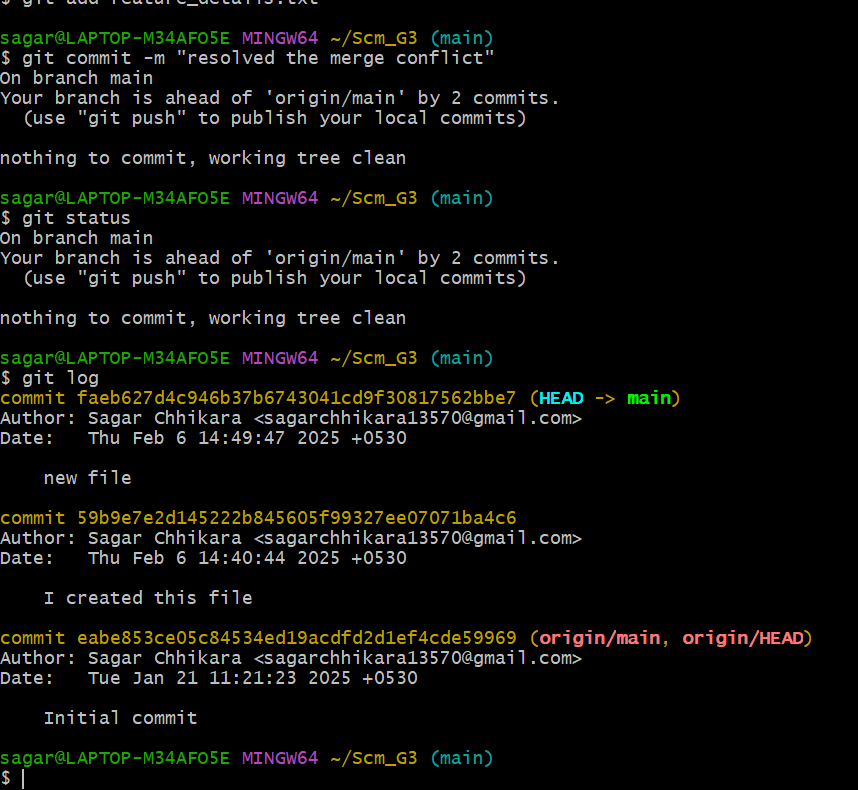 $ git add feature_details.txt
sagar@LAPTOP-M34AFO5E MINGW64 ~/Scm_G3 (main)
$ git commit -m "resolved the merge conflict"
On branch main
Your branch is ahead of 'origin/main' by 2 commits.
  (use "git push" to publish your local commits)
nothing to commit, working tree clean
sagar@LAPTOP-M34AFO5E MINGW64 ~/Scm_G3 (main)
$ git status
On branch main
Your branch is ahead of 'origin/main' by 2 commits.
  (use "git push" to publish your local commits)
nothing to commit, working tree clean
sagar@LAPTOP-M34AFO5E MINGW64 ~/Scm_G3 (main)
$ git log
commit faeb627d4c946b37b6743041cd9f30817562bbe7 (HEAD -> main)
Author: Sagar Chhikara <sagarchhikara13570@gmail.com>
Date:   Thu Feb 6 14:49:47 2025 +0530
    new file
commit 59b9e7e2d145222b845605f99327ee07071ba4c6
Author: Sagar Chhikara <sagarchhikara13570@gmail.com>
Date:   Thu Feb 6 14:40:44 2025 +0530
    I created this file
commit eabe853ce05c84534ed19acdfd2d1ef4cde59969 (origin/main, origin/HEAD)
Author: Sagar Chhikara <sagarchhikara13570@gmail.com>
Date:   Tue Jan 21 11:21:23 2025 +0530
    Initial commit
sagar@LAPTOP-M34AFO5E MINGW64 ~/Scm_G3 (main)
$